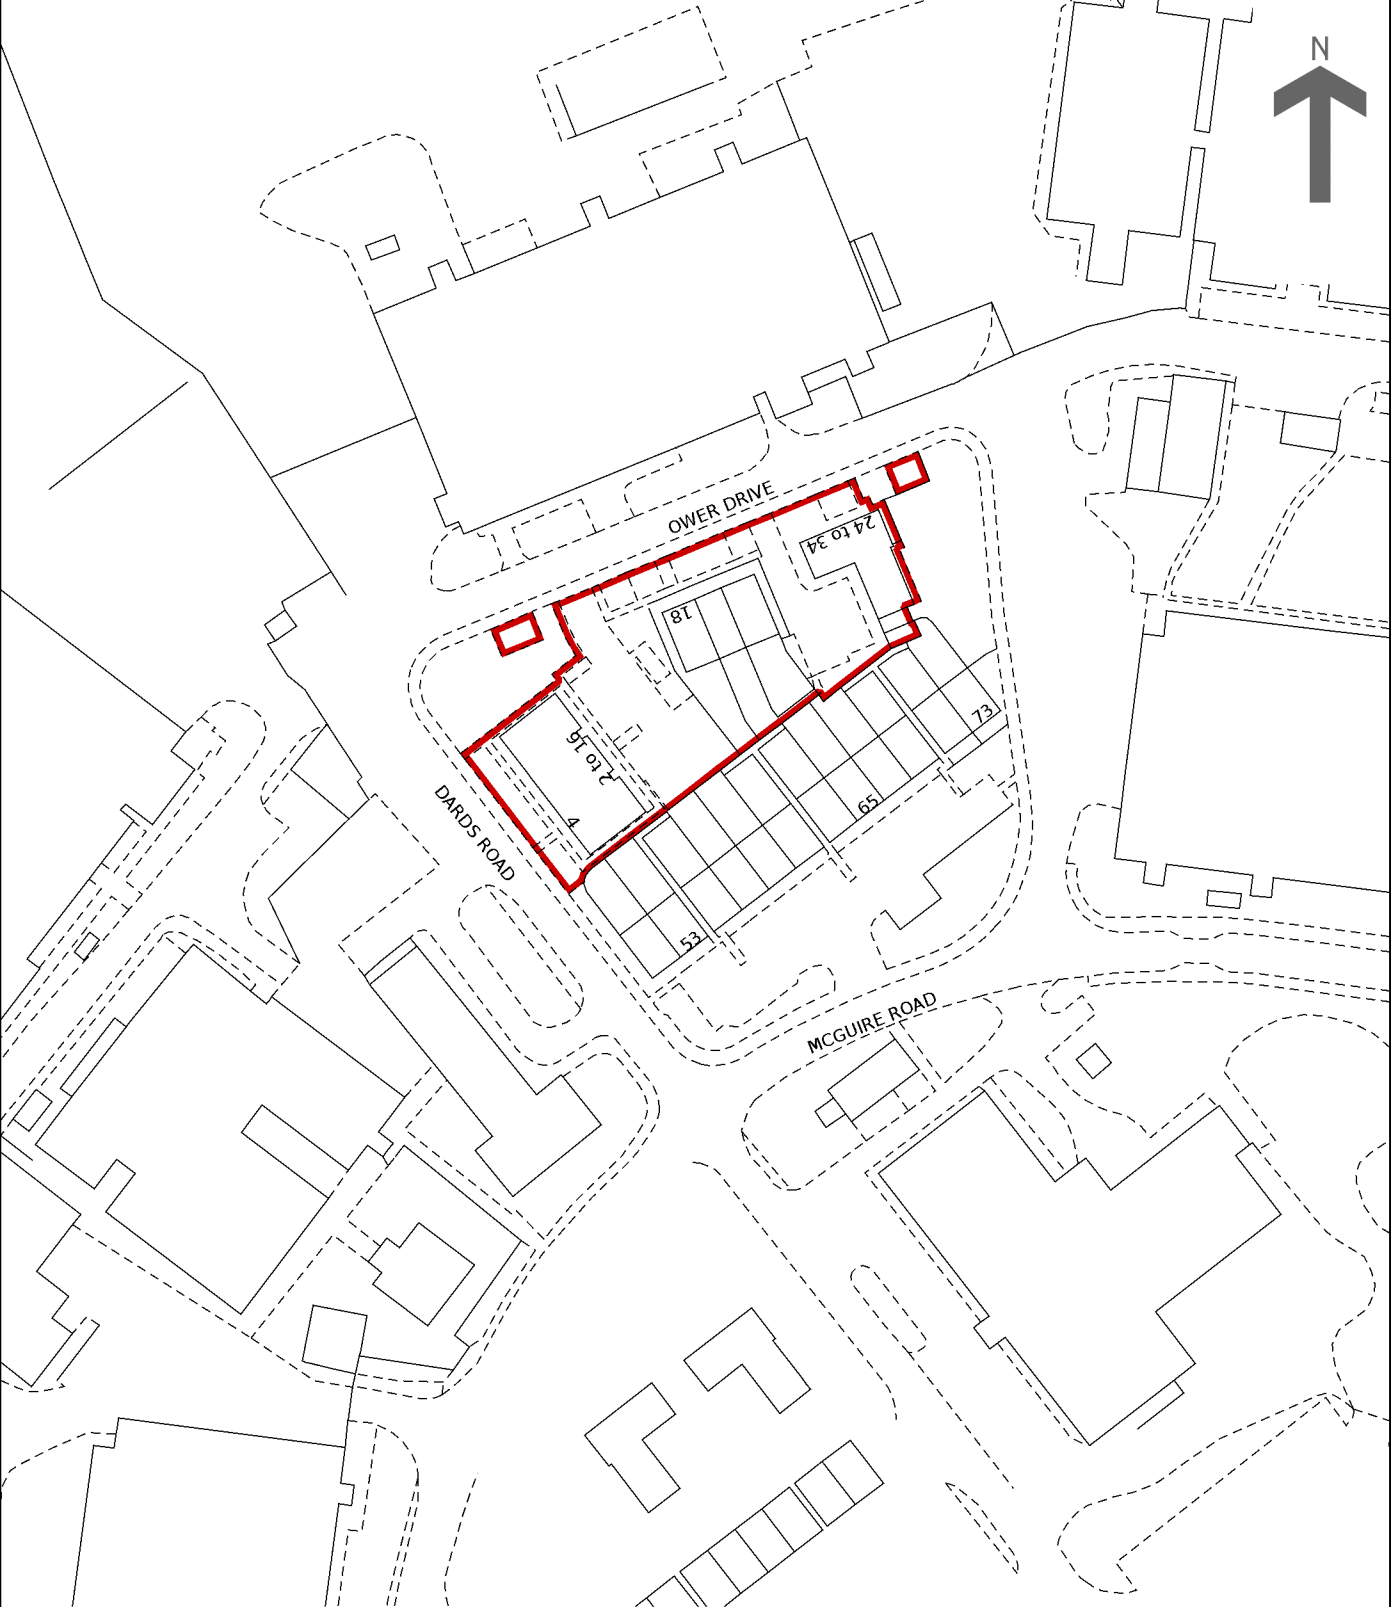 N
OWER DRIVE
24 to 34
18
2 to 16
4
73
65
53
DARDS ROAD
MCGUIRE ROAD